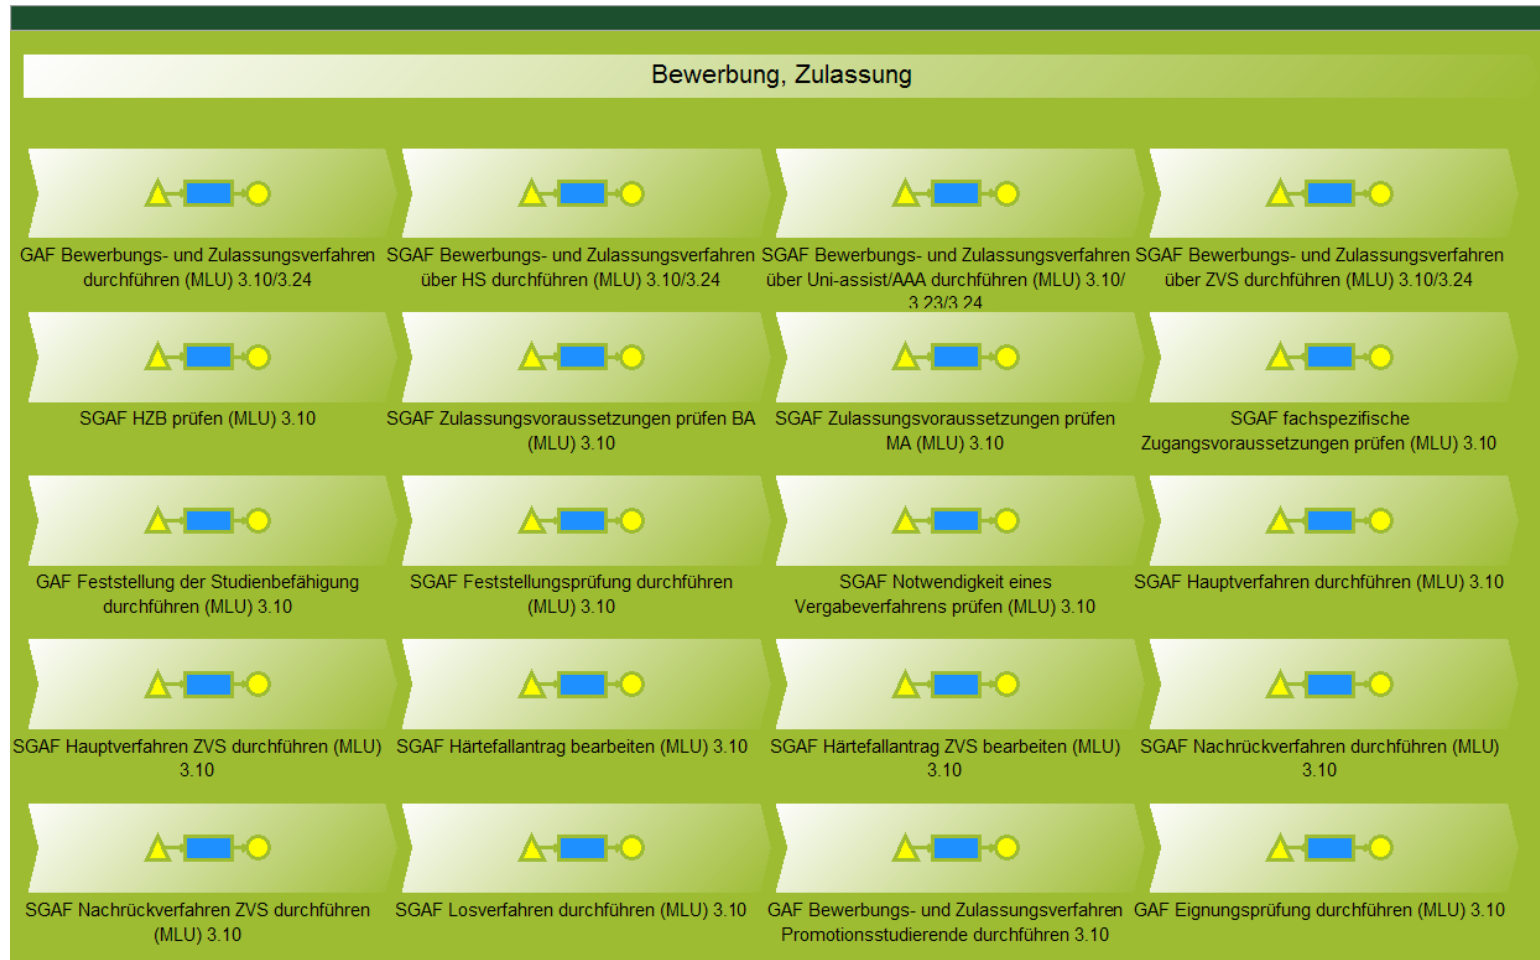 Bewerbung, Zulassung
GAF Bewerbungs- und Zulassungsverfahren
durchführen (MLU) 3.10/3.24
SGAF Bewerbungs- und Zulassungsverfahren
über HS durchführen (MLU) 3.10/3.24
SGAF Bewerbungs- und Zulassungsverfahren
über Uni-assist/AAA durchführen (MLU) 3.10/
3.23/3.24
SGAF Bewerbungs- und Zulassungsverfahren
über ZVS durchführen (MLU) 3.10/3.24
SGAF HZB prüfen (MLU) 3.10
SGAF Zulassungsvoraussetzungen prüfen BA
(MLU) 3.10
SGAF Zulassungsvoraussetzungen prüfen
MA (MLU) 3.10
SGAF fachspezifische
Zugangsvoraussetzungen prüfen (MLU) 3.10
GAF Feststellung der Studienbefähigung
durchführen (MLU) 3.10
SGAF Feststellungsprüfung durchführen
(MLU) 3.10
SGAF Notwendigkeit eines
Vergabeverfahrens prüfen (MLU) 3.10
SGAF Hauptverfahren durchführen (MLU) 3.10
SGAF Hauptverfahren ZVS durchführen (MLU)
3.10
SGAF Härtefallantrag bearbeiten (MLU) 3.10
SGAF Härtefallantrag ZVS bearbeiten (MLU)
3.10
SGAF Nachrückverfahren durchführen (MLU)
3.10
SGAF Nachrückverfahren ZVS durchführen
(MLU) 3.10
SGAF Losverfahren durchführen (MLU) 3.10
GAF Bewerbungs- und Zulassungsverfahren
Promotionsstudierende durchführen 3.10
GAF Eignungsprüfung durchführen (MLU) 3.10